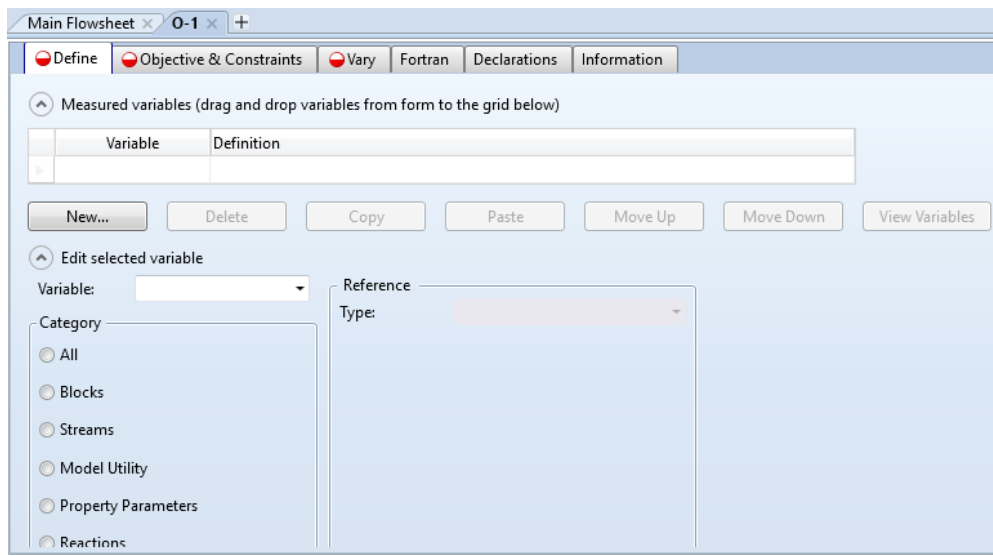 Main Flowsheet × O-1 × +
Define Objective & Constraints Vary Fortran Declarations Information
Measured variables (drag and drop variables from form to the grid below)
Variable Definition
New... Delete Copy Paste Move Up Move Down View Variables
Edit selected variable
Variable: Reference
Type:
Category
All
Blocks
Streams
Model Utility
Property Parameters
Reactions